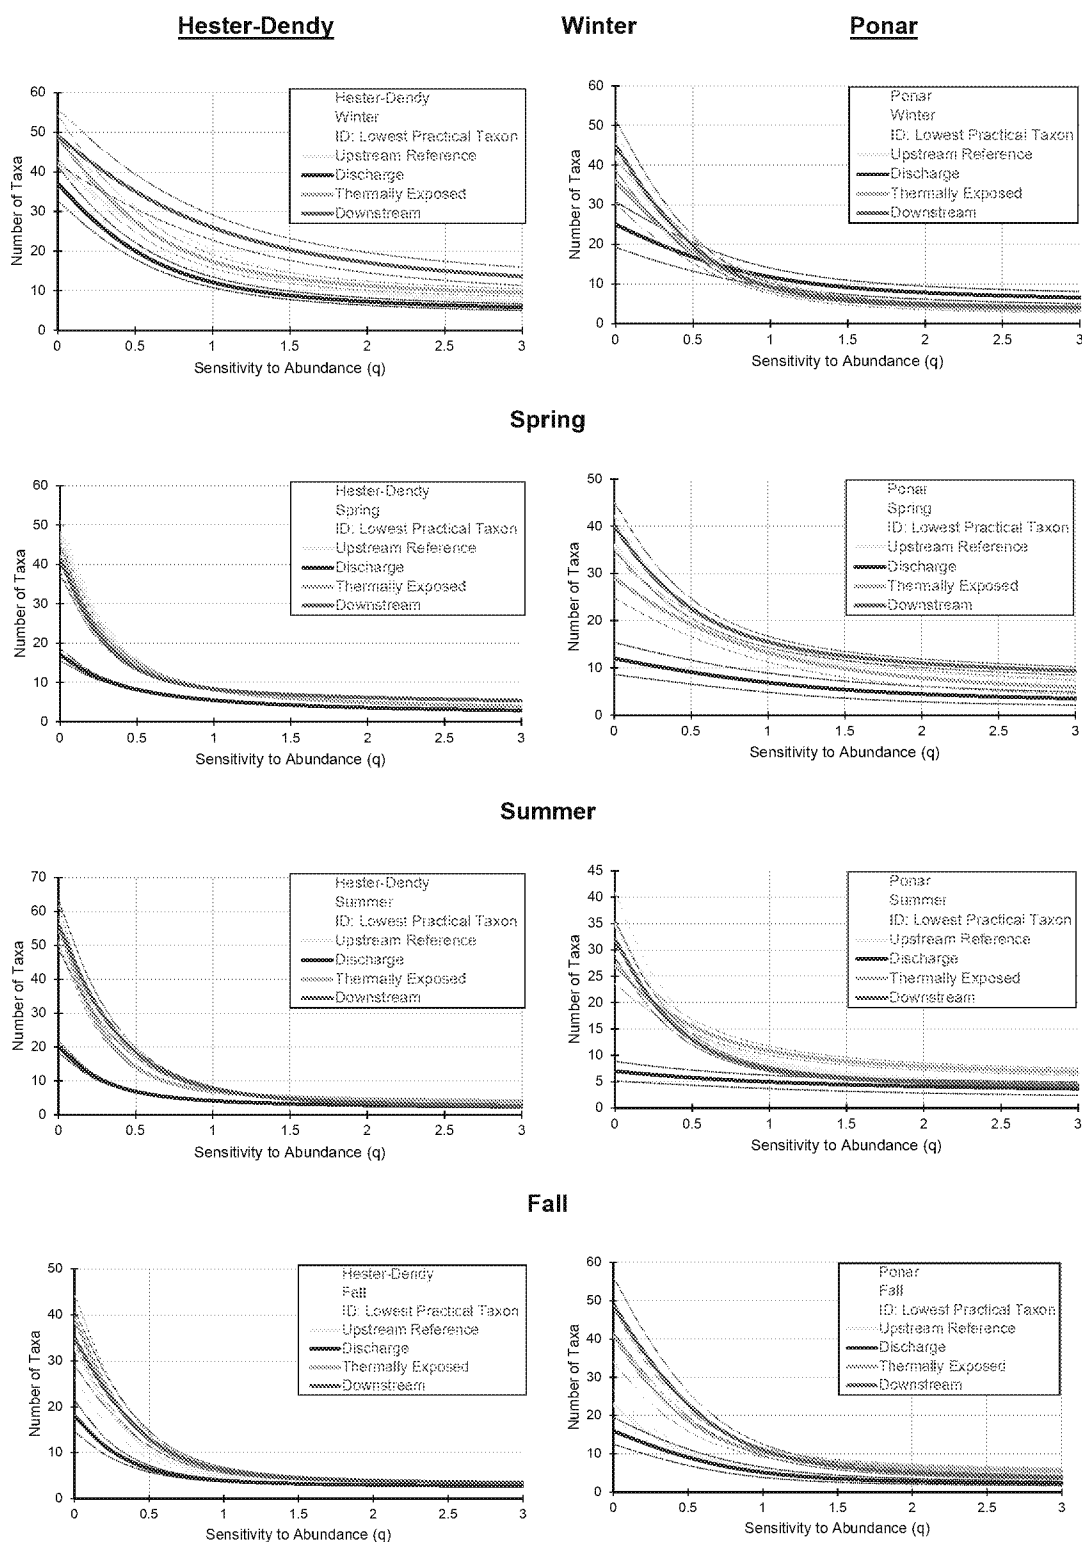 Hester-Dendy Winter Ponar
60
50
40
30
20
10
0
Number of Taxa
Hester-Dendy
Winter
ID: Lowest Practical Taxon
Upstream Reference
Discharge
Thermally Exposed
Downstream
0 0.5 1 1.5 2 2.5 3
Sensitivity to Abundance (q)
60
50
40
30
20
10
0
Number of Taxa
Ponar
Winter
ID: Lowest Practical Taxon
Upstream Reference
Discharge
Thermally Exposed
Downstream
0 0.5 1 1.5 2 2.5 3
Sensitivity to Abundance (q)
Spring
60
50
40
30
20
10
0
Number of Taxa
Hester-Dendy
Spring
ID: Lowest Practical Taxon
Upstream Reference
Discharge
Thermally Exposed
Downstream
0 0.5 1 1.5 2 2.5 3
Sensitivity to Abundance (q)
50
40
30
20
10
0
Number of Taxa
Ponar
Spring
ID: Lowest Practical Taxon
Upstream Reference
Discharge
Thermally Exposed
Downstream
0 0.5 1 1.5 2 2.5 3
Sensitivity to Abundance (q)
Summer
70
60
50
40
30
20
10
0
Number of Taxa
Hester-Dendy
Summer
ID: Lowest Practical Taxon
Upstream Reference
Discharge
Thermally Exposed
Downstream
0 0.5 1 1.5 2 2.5 3
Sensitivity to Abundance (q)
45
40
35
30
25
20
15
10
5
0
Number of Taxa
Ponar
Summer
ID: Lowest Practical Taxon
Upstream Reference
Discharge
Thermally Exposed
Downstream
0 0.5 1 1.5 2 2.5 3
Sensitivity to Abundance (q)
Fall
50
40
30
20
10
0
Number of Taxa
Hester-Dendy
Fall
ID: Lowest Practical Taxon
Upstream Reference
Discharge
Thermally Exposed
Downstream
0 0.5 1 1.5 2 2.5 3
Sensitivity to Abundance (q)
60
50
40
30
20
10
0
Number of Taxa
Ponar
Fall
ID: Lowest Practical Taxon
Upstream Reference
Discharge
Thermally Exposed
Downstream
0 0.5 1 1.5 2 2.5 3
Sensitivity to Abundance (q)